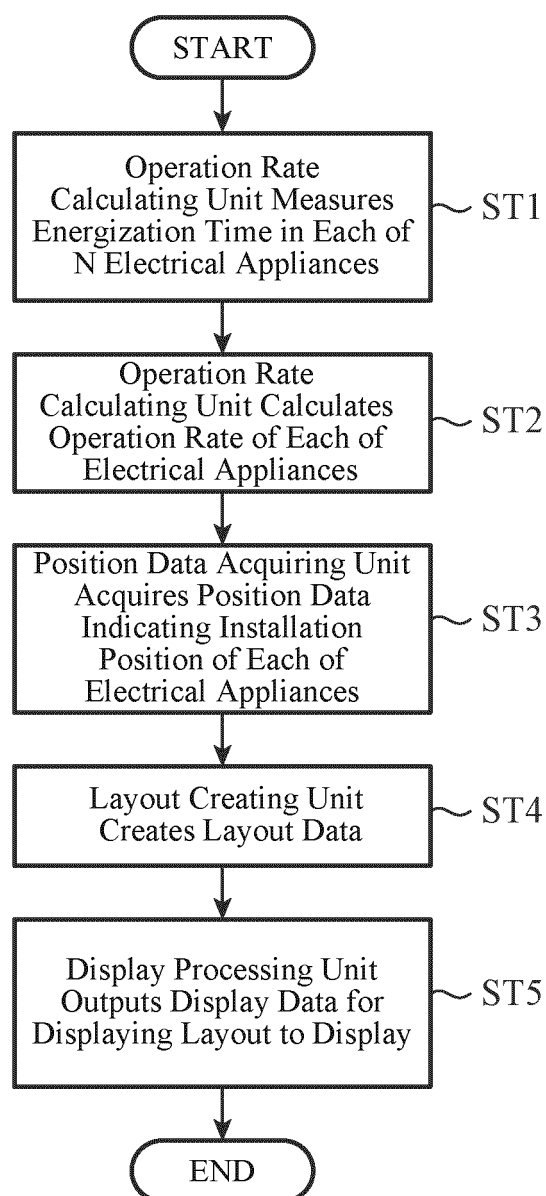 START
Operation Rate
Calculating Unit Measures
Energization Time in Each of
N Electrical Appliances
ST1
Operation Rate
Calculating Unit Calculates
Operation Rate of Each of
Electrical Appliances
ST2
Position Data Acquiring Unit
Acquires Position Data
Indicating Installation
Position of Each of
Electrical Appliances
ST3
Layout Creating Unit
Creates Layout Data
ST4
Display Processing Unit
Outputs Display Data for
Displaying Layout to Display
ST5
END